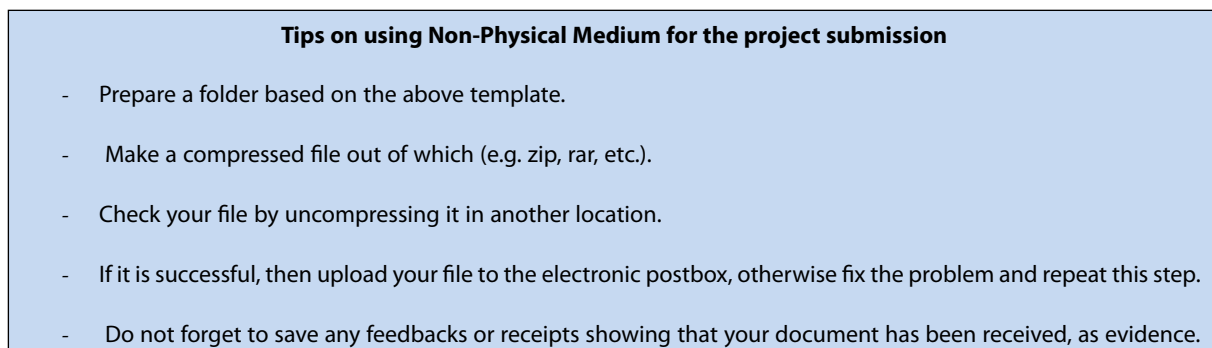 Tips on using Non-Physical Medium for the project submission
- Prepare a folder based on the above template.
- Make a compressed file out of which (e.g. zip, rar, etc.).
- Check your file by uncompressing it in another location.
- If it is successful, then upload your file to the electronic postbox, otherwise fix the problem and repeat this step.
- Do not forget to save any feedbacks or receipts showing that your document has been received, as evidence.